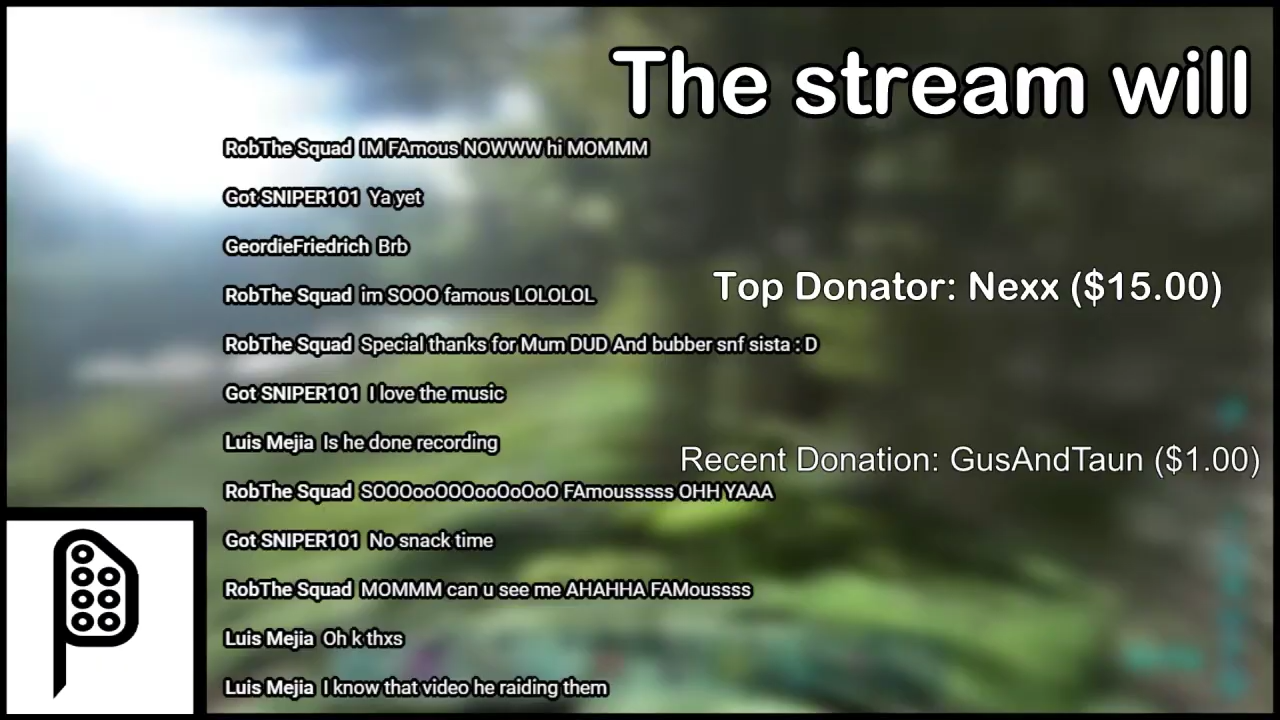 The stream will
RobThe Squad IM FAmous NOWWW hi MOMMM
Got SNIPER101 Ya yet
GeordieFriedrich Brb
RobThe Squad im SOOO famous LOLOLOL
Top Donator: Nexx ($15.00)
RobThe Squad Special thanks for Mum DUD And bubber snf sista : D
Got SNIPER101 I love the music
Luis Mejia Is he done recording
Recent Donation: GusAndTaun ($1.00)
RobThe Squad SOOOooOOOooOoOoO FAmousssss OHH YAAA
Got SNIPER101 No snack time
RobThe Squad MOMMM can u see me AHAHHA FAMoussss
Luis Mejia Oh k thxs
Luis Mejia I know that video he raiding them